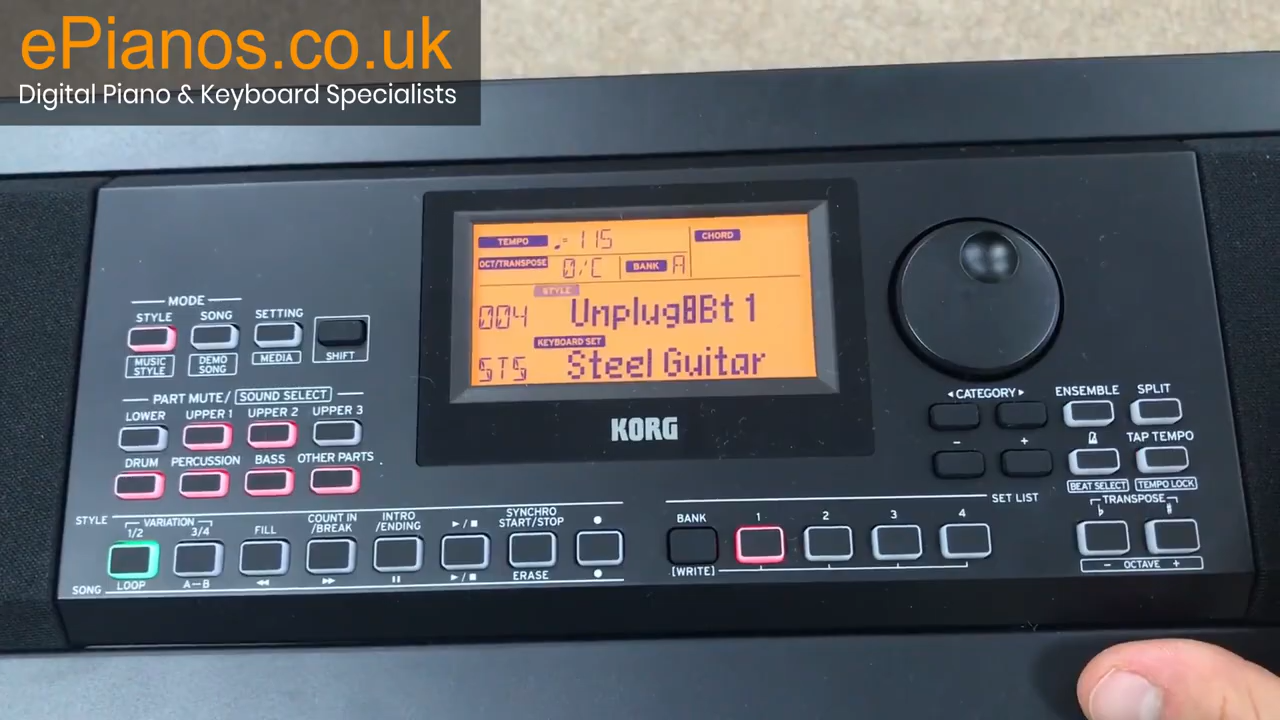 ePianos.co.uk
Digital Piano & Keyboard Specialists
TEMPO ♩= 115 CHORD
OCT/TRANSPOSE 0/C BANK A
STYLE
004 Unplug8Bt 1
KEYBOARD SET
STS Steel Guitar
KORG
MODE
STYLE SONG SETTING
MUSIC STYLE DEMO SONG MEDIA SHIFT
PART MUTE/ SOUND SELECT
LOWER UPPER 1 UPPER 2 UPPER 3
DRUM PERCUSSION BASS OTHER PARTS
◂ CATEGORY ▸ ENSEMBLE SPLIT
- + TAP TEMPO
BEAT SELECT TEMPO LOCK
TRANSPOSE
♭ ♯
- OCTAVE +
STYLE VARIATION
1/2 3/4 FILL COUNT IN /BREAK INTRO /ENDING ►/■ SYNCHRO START/STOP ●
SONG LOOP A—B ◂◂ ▸▸ II ►/■ ERASE ●
SET LIST
BANK 1 2 3 4
[WRITE]